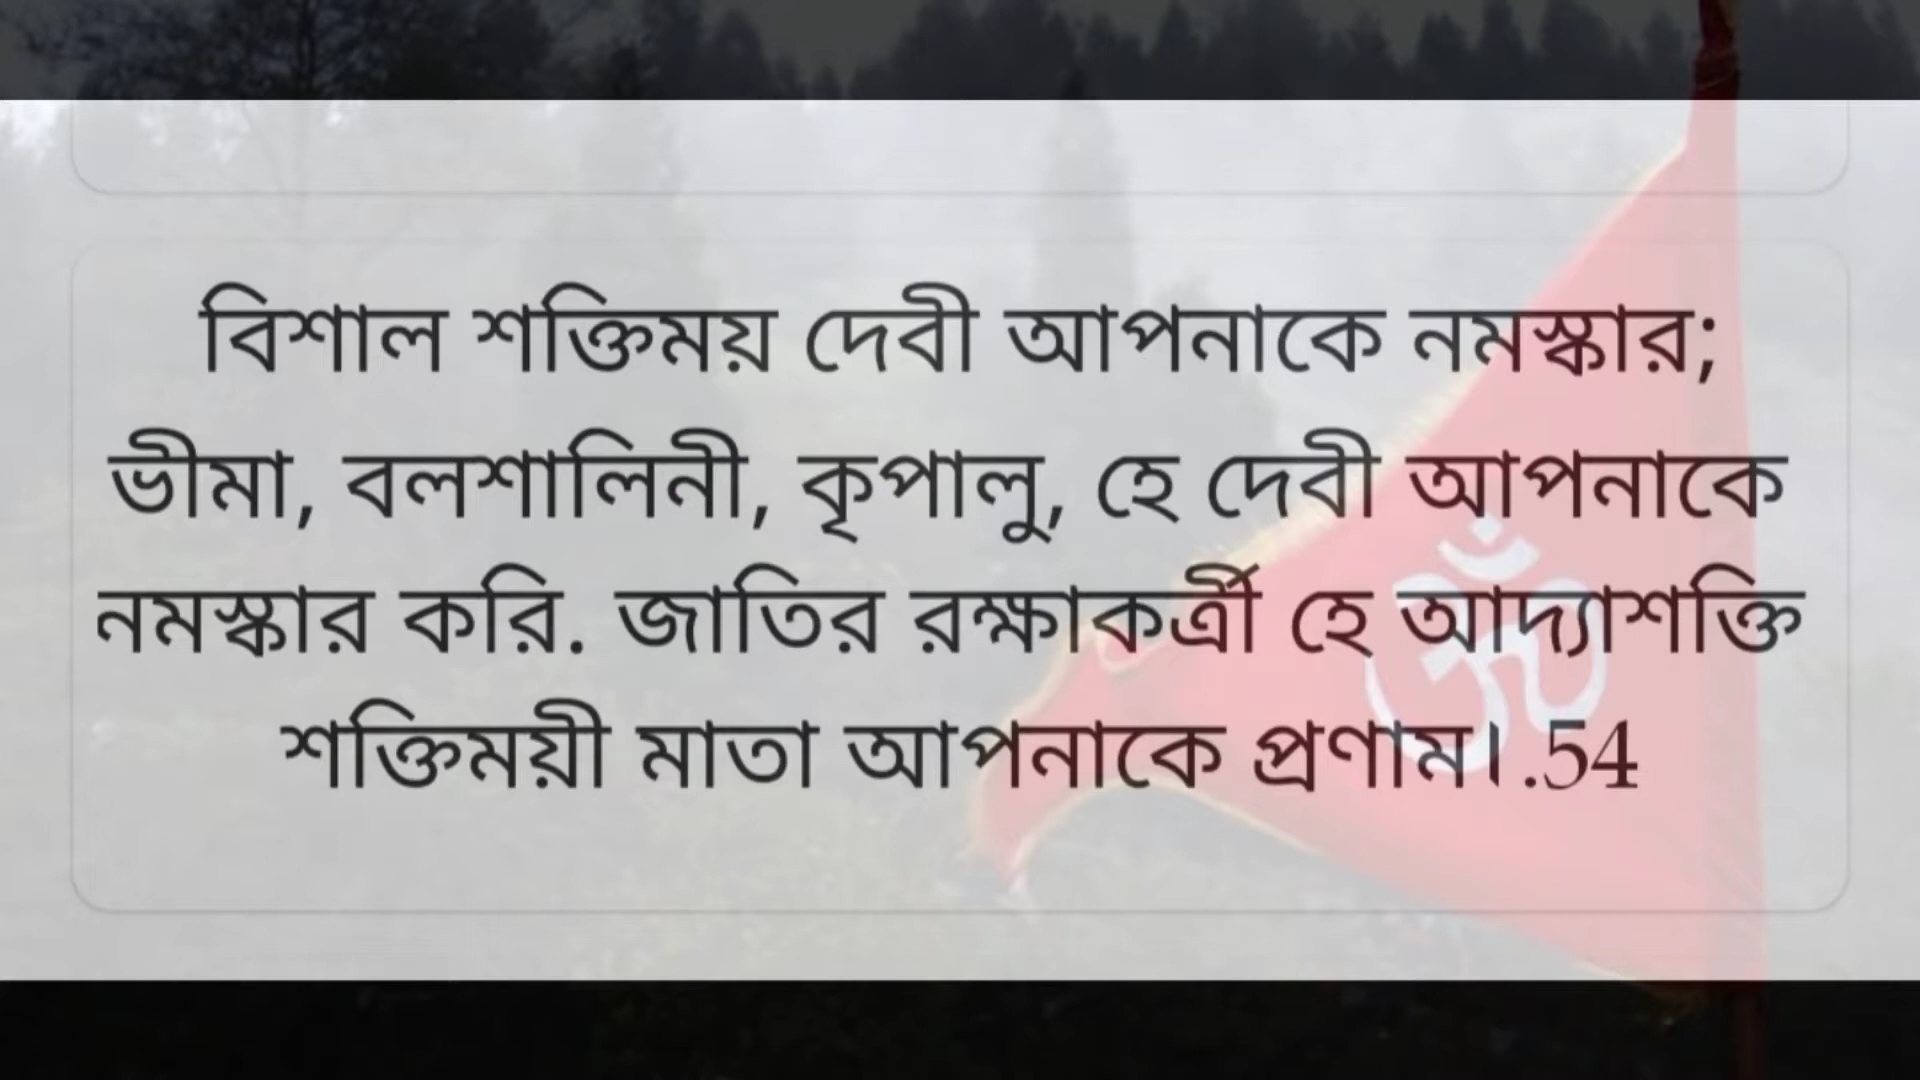 বিশাল শক্তিময় দেবী আপনাকে নমস্কার;
ভীমা, বলশালিনী, কৃপালু, হে দেবী আপনাকে
নমস্কার করি. জাতির রক্ষাকর্ত্রী হে আদ্যাশক্তি
শক্তিময়ী মাতা আপনাকে প্রণাম।.54
ॐ